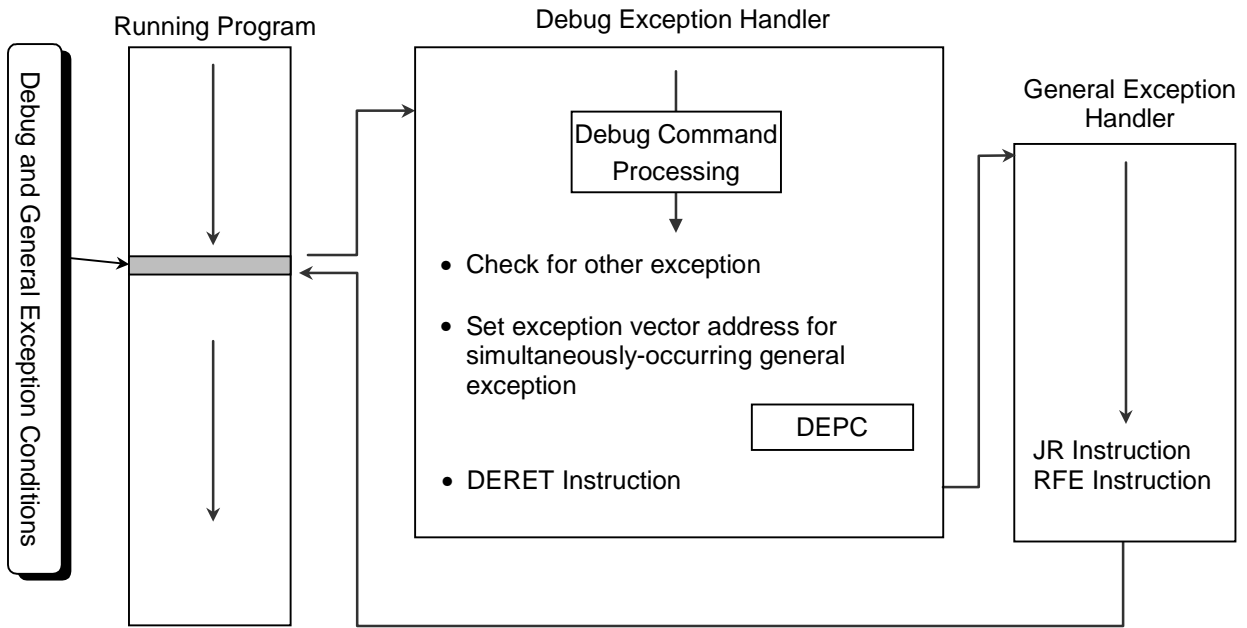 Debug and General Exception Conditions
Running Program
Debug Exception Handler
Debug Command
Processing
• Check for other exception
• Set exception vector address for
simultaneously-occurring general
exception
DEPC
• DERET Instruction
General Exception
Handler
JR Instruction
RFE Instruction